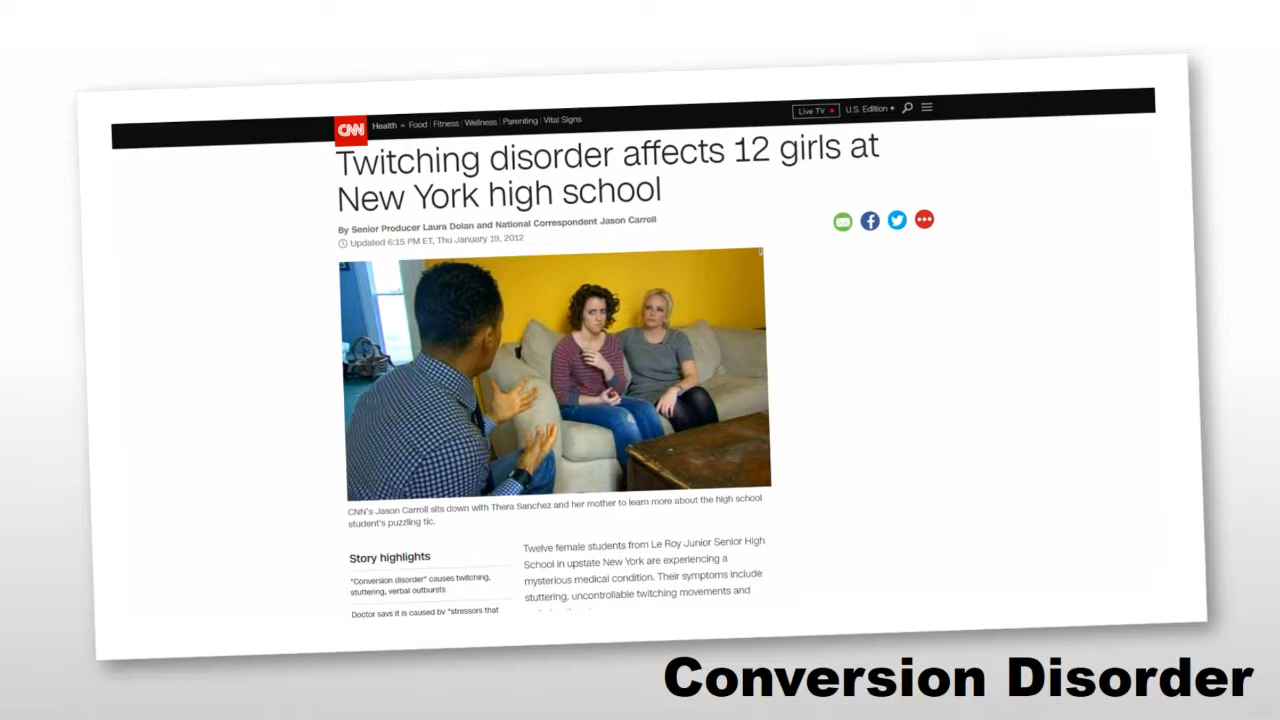 CNN Health » Food | Fitness | Wellness | Parenting | Vital Signs Live TV U.S. Edition +
Twitching disorder affects 12 girls at
New York high school
By Senior Producer Laura Dolan and National Correspondent Jason Carroll
Updated 6:15 PM ET, Thu January 19, 2012
CNN's Jason Carroll sits down with Thera Sanchez and her mother to learn more about the high school
student's puzzling tic.
Story highlights
"Conversion disorder" causes twitching,
stuttering, verbal outbursts
Doctor says it is caused by "stressors that
Twelve female students from Le Roy Junior Senior High
School in upstate New York are experiencing a
mysterious medical condition. Their symptoms include
stuttering, uncontrollable twitching movements and
Conversion Disorder